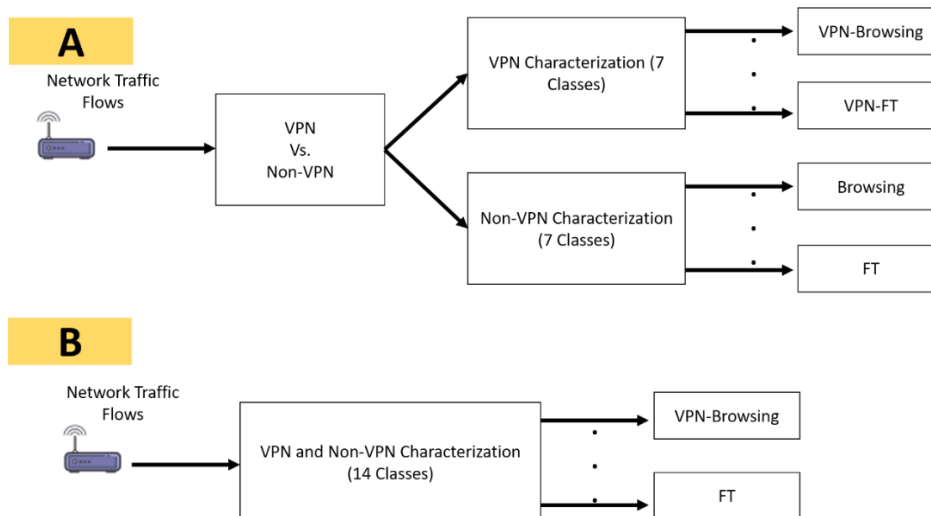 A
Network Traffic
Flows
VPN
Vs.
Non-VPN
VPN Characterization (7
Classes)
VPN-Browsing
VPN-FT
Non-VPN Characterization
(7 Classes)
Browsing
FT
B
Network Traffic
Flows
VPN and Non-VPN Characterization
(14 Classes)
VPN-Browsing
FT